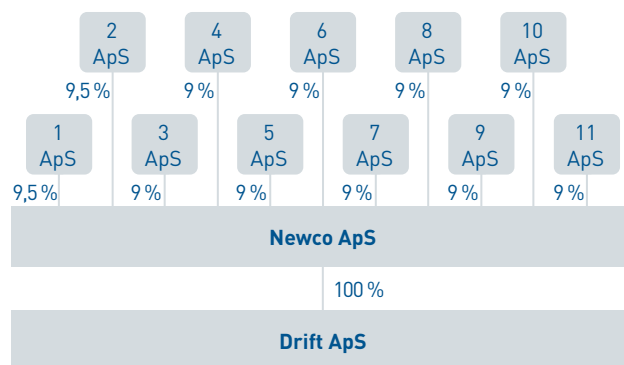 2
ApS
4
ApS
6
ApS
8
ApS
10
ApS
9,5 %
9 %
9 %
9 %
9 %
1
ApS
3
ApS
5
ApS
7
ApS
9
ApS
11
ApS
9,5 %
9 %
9 %
9 %
9 %
9 %
Newco ApS
100 %
Drift ApS